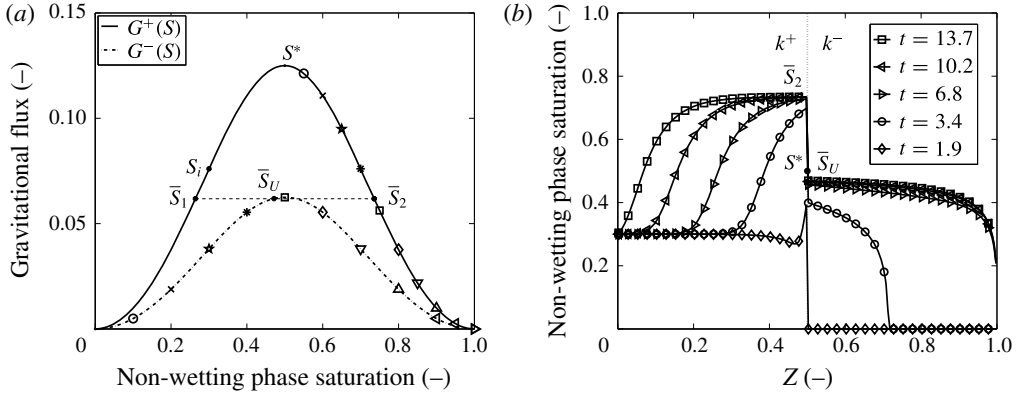 (a)
0.15
0.10
0.05
0
0.2
0.4
0.6
0.8
1.0
Gravitational flux (–)
Non-wetting phase saturation (–)
G⁺(S)
G⁻(S)
S*
S_i
S̅₁
S̅_U
S̅₂
(b)
1.0
0.8
0.6
0.4
0.2
0
0.2
0.4
0.6
0.8
1.0
Non-wetting phase saturation (–)
Z (–)
k⁺
k⁻
S̅₂
S*
S̅_U
t = 13.7
t = 10.2
t = 6.8
t = 3.4
t = 1.9